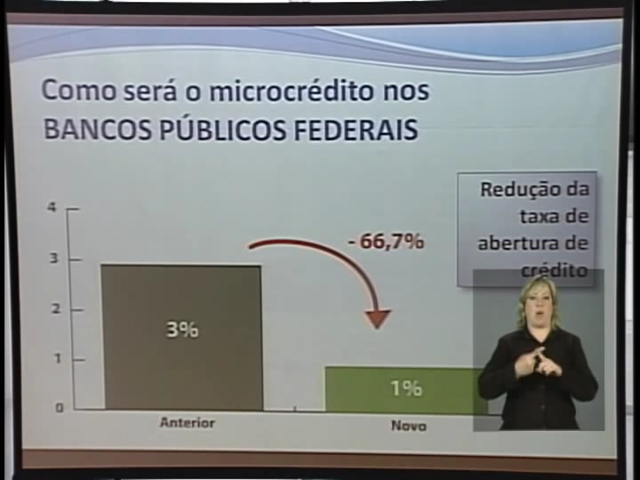 Como será o microcrédito nos
BANCOS PÚBLICOS FEDERAIS
Redução da
taxa de
abertura de
crédito
- 66,7%
4
3
2
1
0
3%
1%
Anterior
Novo